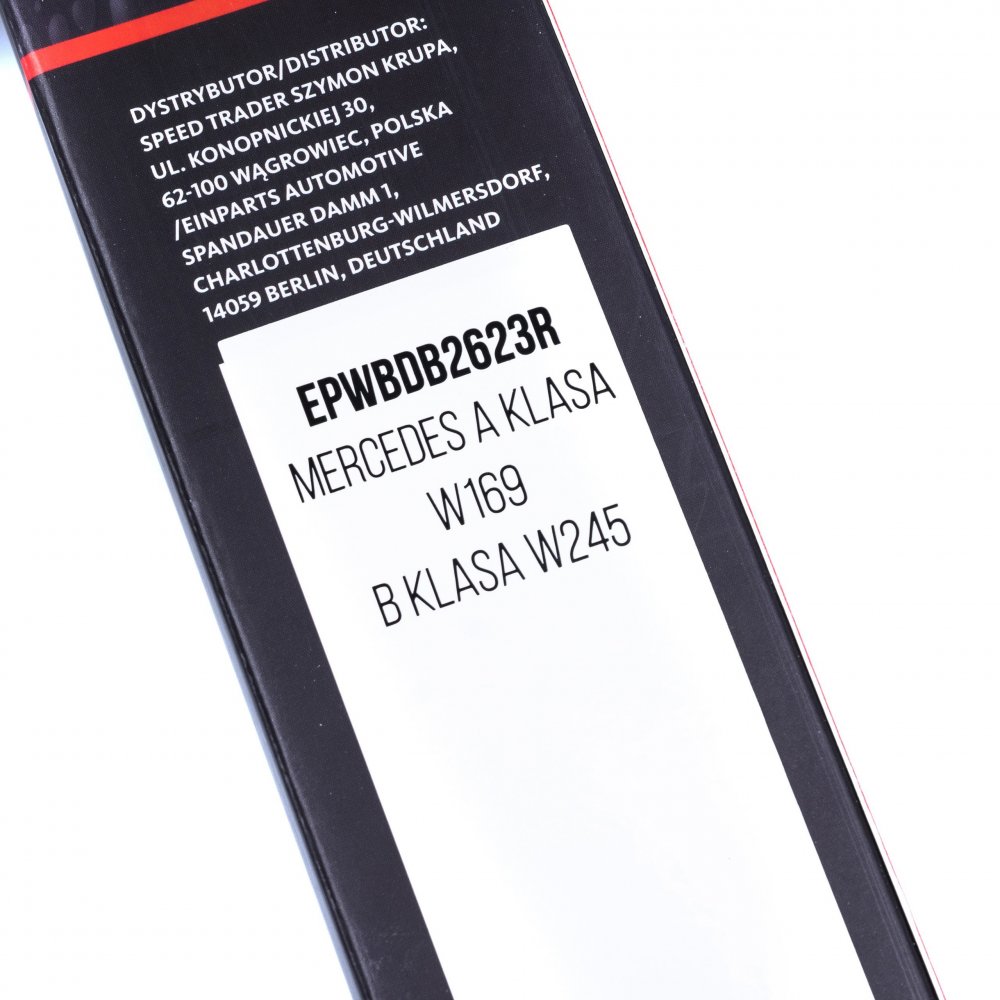 DYSTRYBUTOR/DISTRIBUTOR:
SPEED TRADER SZYMON KRUPA,
UL. KONOPNICKIEJ 30,
62-100 WĄGROWIEC, POLSKA
/EINPARTS AUTOMOTIVE
SPANDAUER DAMM 1,
CHARLOTTENBURG-WILMERSDORF,
14059 BERLIN, DEUTSCHLAND
EPWBDB2623R
MERCEDES A KLASA
W169
B KLASA W245